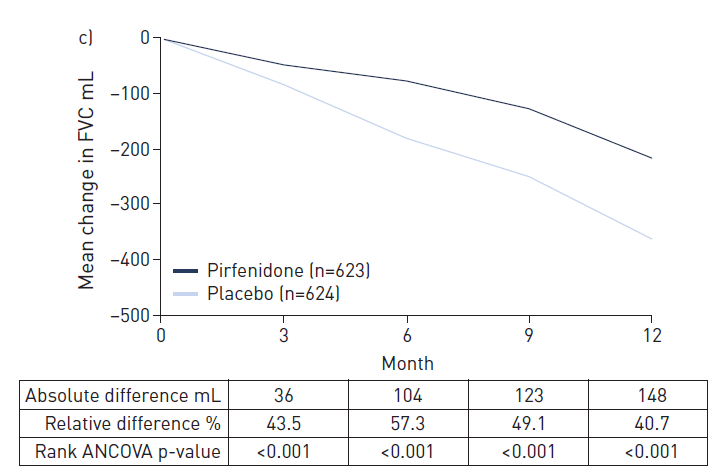 c)
Mean change in FVC mL
0
–100
–200
–300
–400
–500
Pirfenidone (n=623)
Placebo (n=624)
0 3 6 9 12
Month
Absolute difference mL 36 104 123 148
Relative difference % 43.5 57.3 49.1 40.7
Rank ANCOVA p-value <0.001 <0.001 <0.001 <0.001